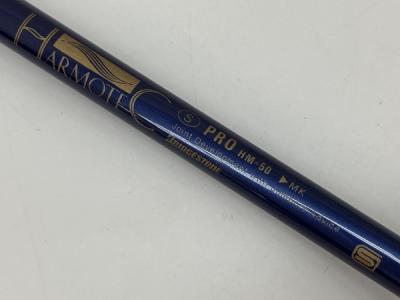 HARMOTEC
S PRO HM-50 ▶MK
Joint Development
BRIDGESTONE
S